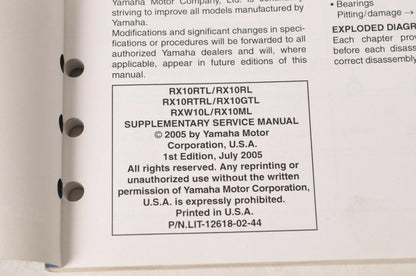 Yamaha Motor Company, Ltd. is
striving to improve all models manufactured by
Yamaha.
Modifications and significant changes in speci-
fications or procedures will be forwarded to all
authorized Yamaha dealers and will, where
applicable, appear in future editions of this
manual.
RX10RTL/RX10RL
RX10RTRL/RX10GTL
RXW10L/RX10ML
SUPPLEMENTARY SERVICE MANUAL
© 2005 by Yamaha Motor
Corporation, U.S.A.
1st Edition, July 2005
All rights reserved. Any reprinting or
unauthorized use without the written
permission of Yamaha Motor Corporation,
U.S.A. is expressly prohibited.
Printed in U.S.A.
P/N.LIT-12618-02-44
• Bearings
Pitting/damage →
EXPLODED DIAGR
Each chapter prov
before each disass
correct disassembly